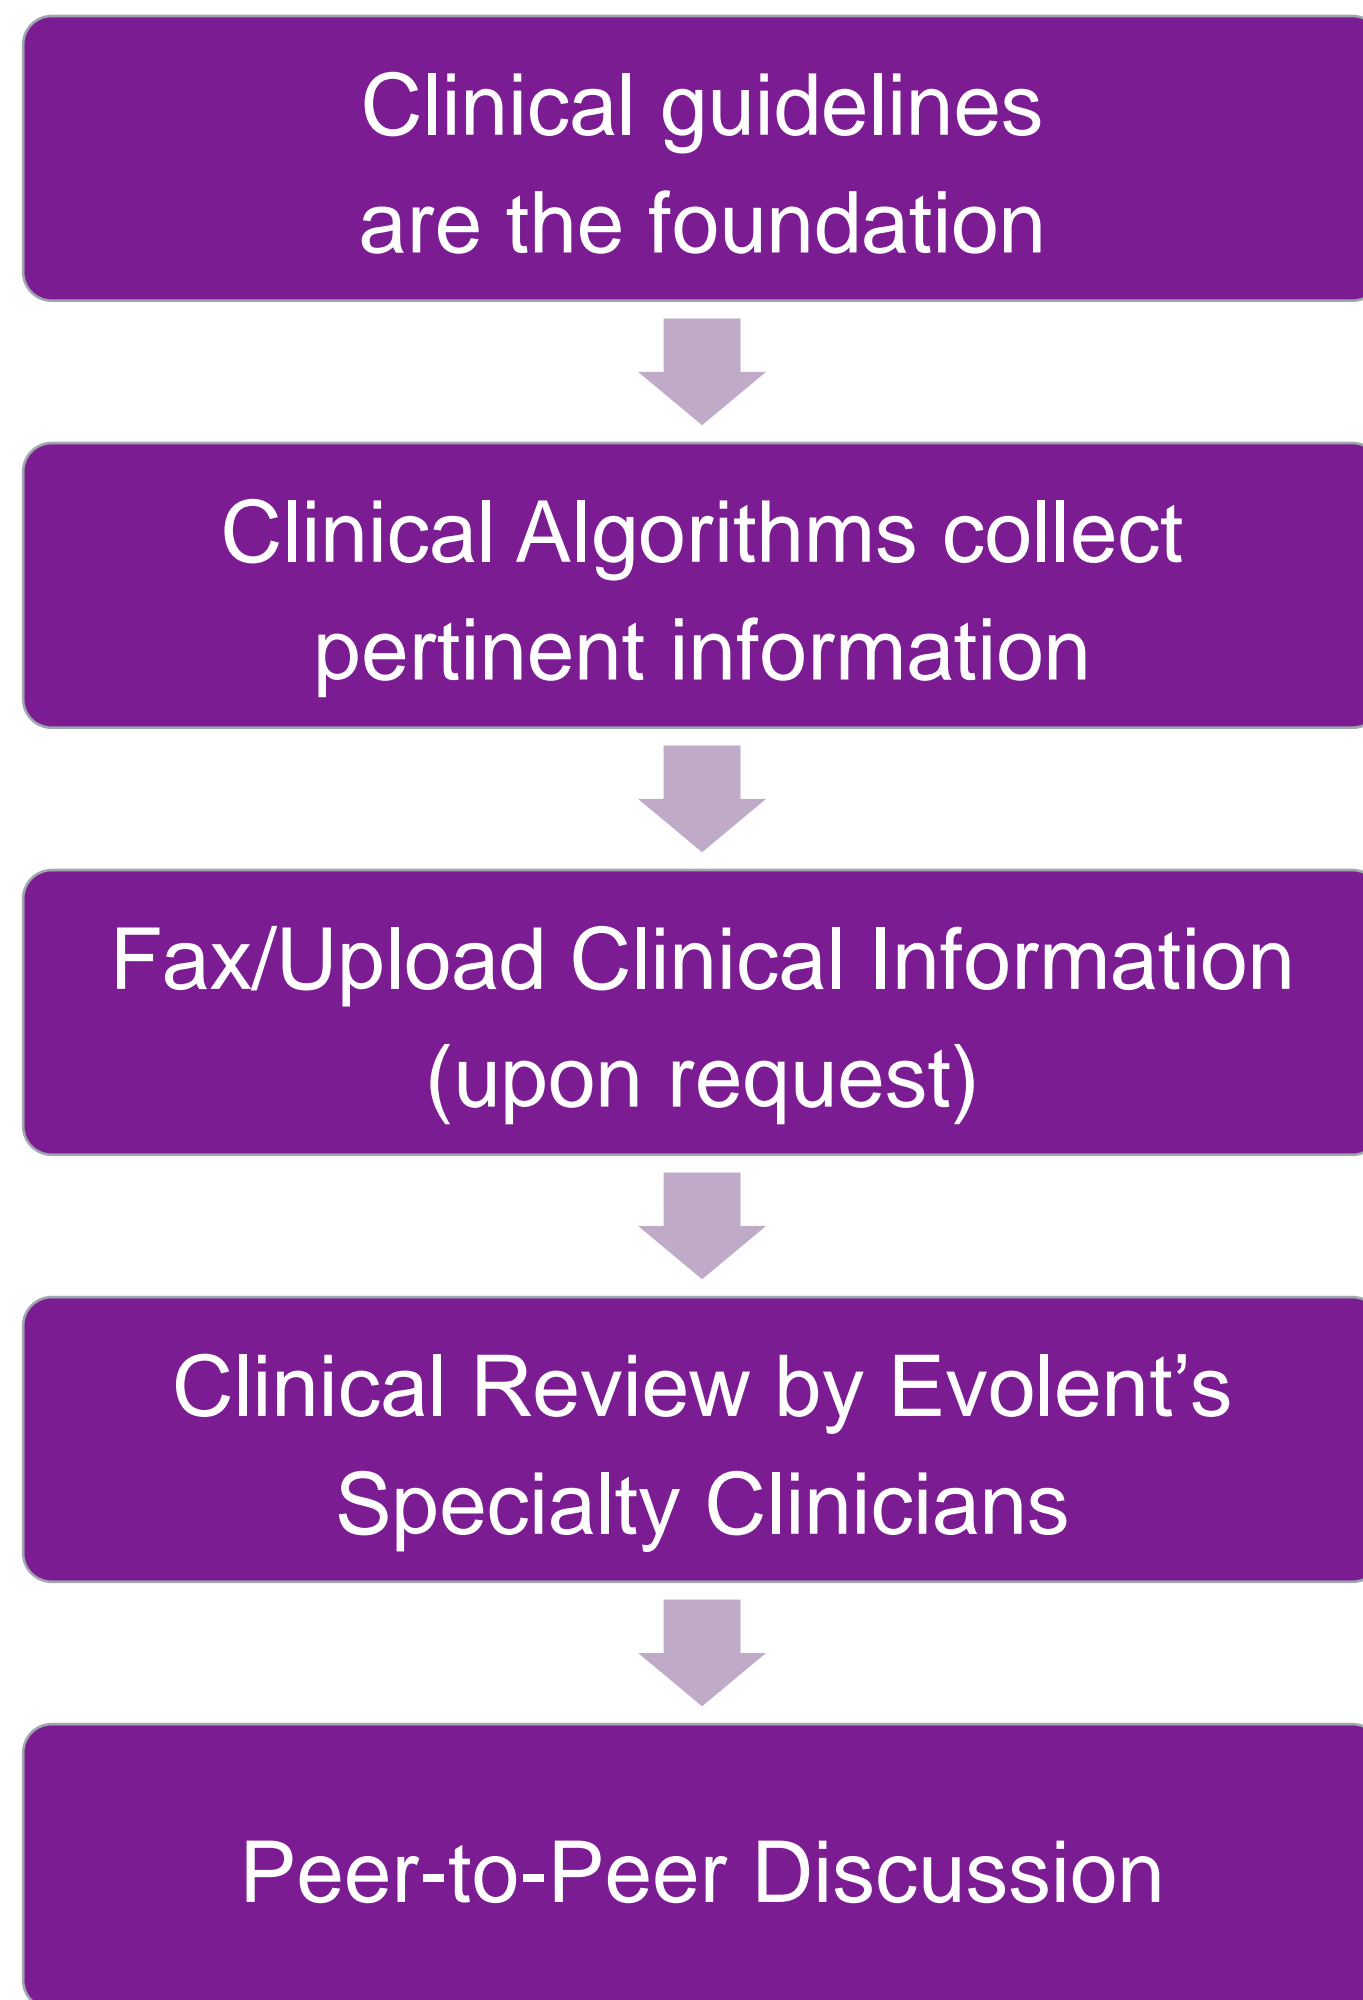 Clinical guidelines
are the foundation
Clinical Algorithms collect
pertinent information
Fax/Upload Clinical Information
(upon request)
Clinical Review by Evolent’s
Specialty Clinicians
Peer-to-Peer Discussion